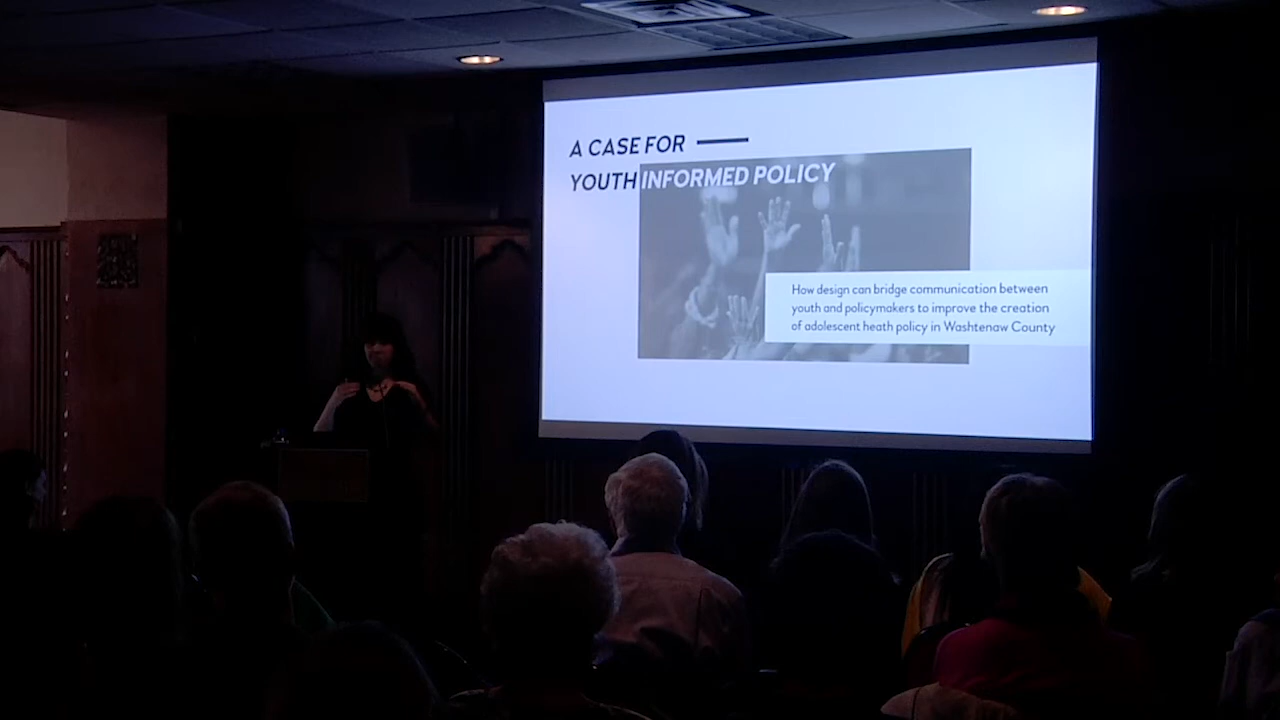 A CASE FOR
YOUTH INFORMED POLICY
How design can bridge communication between
youth and policymakers to improve the creation
of adolescent heath policy in Washtenaw County